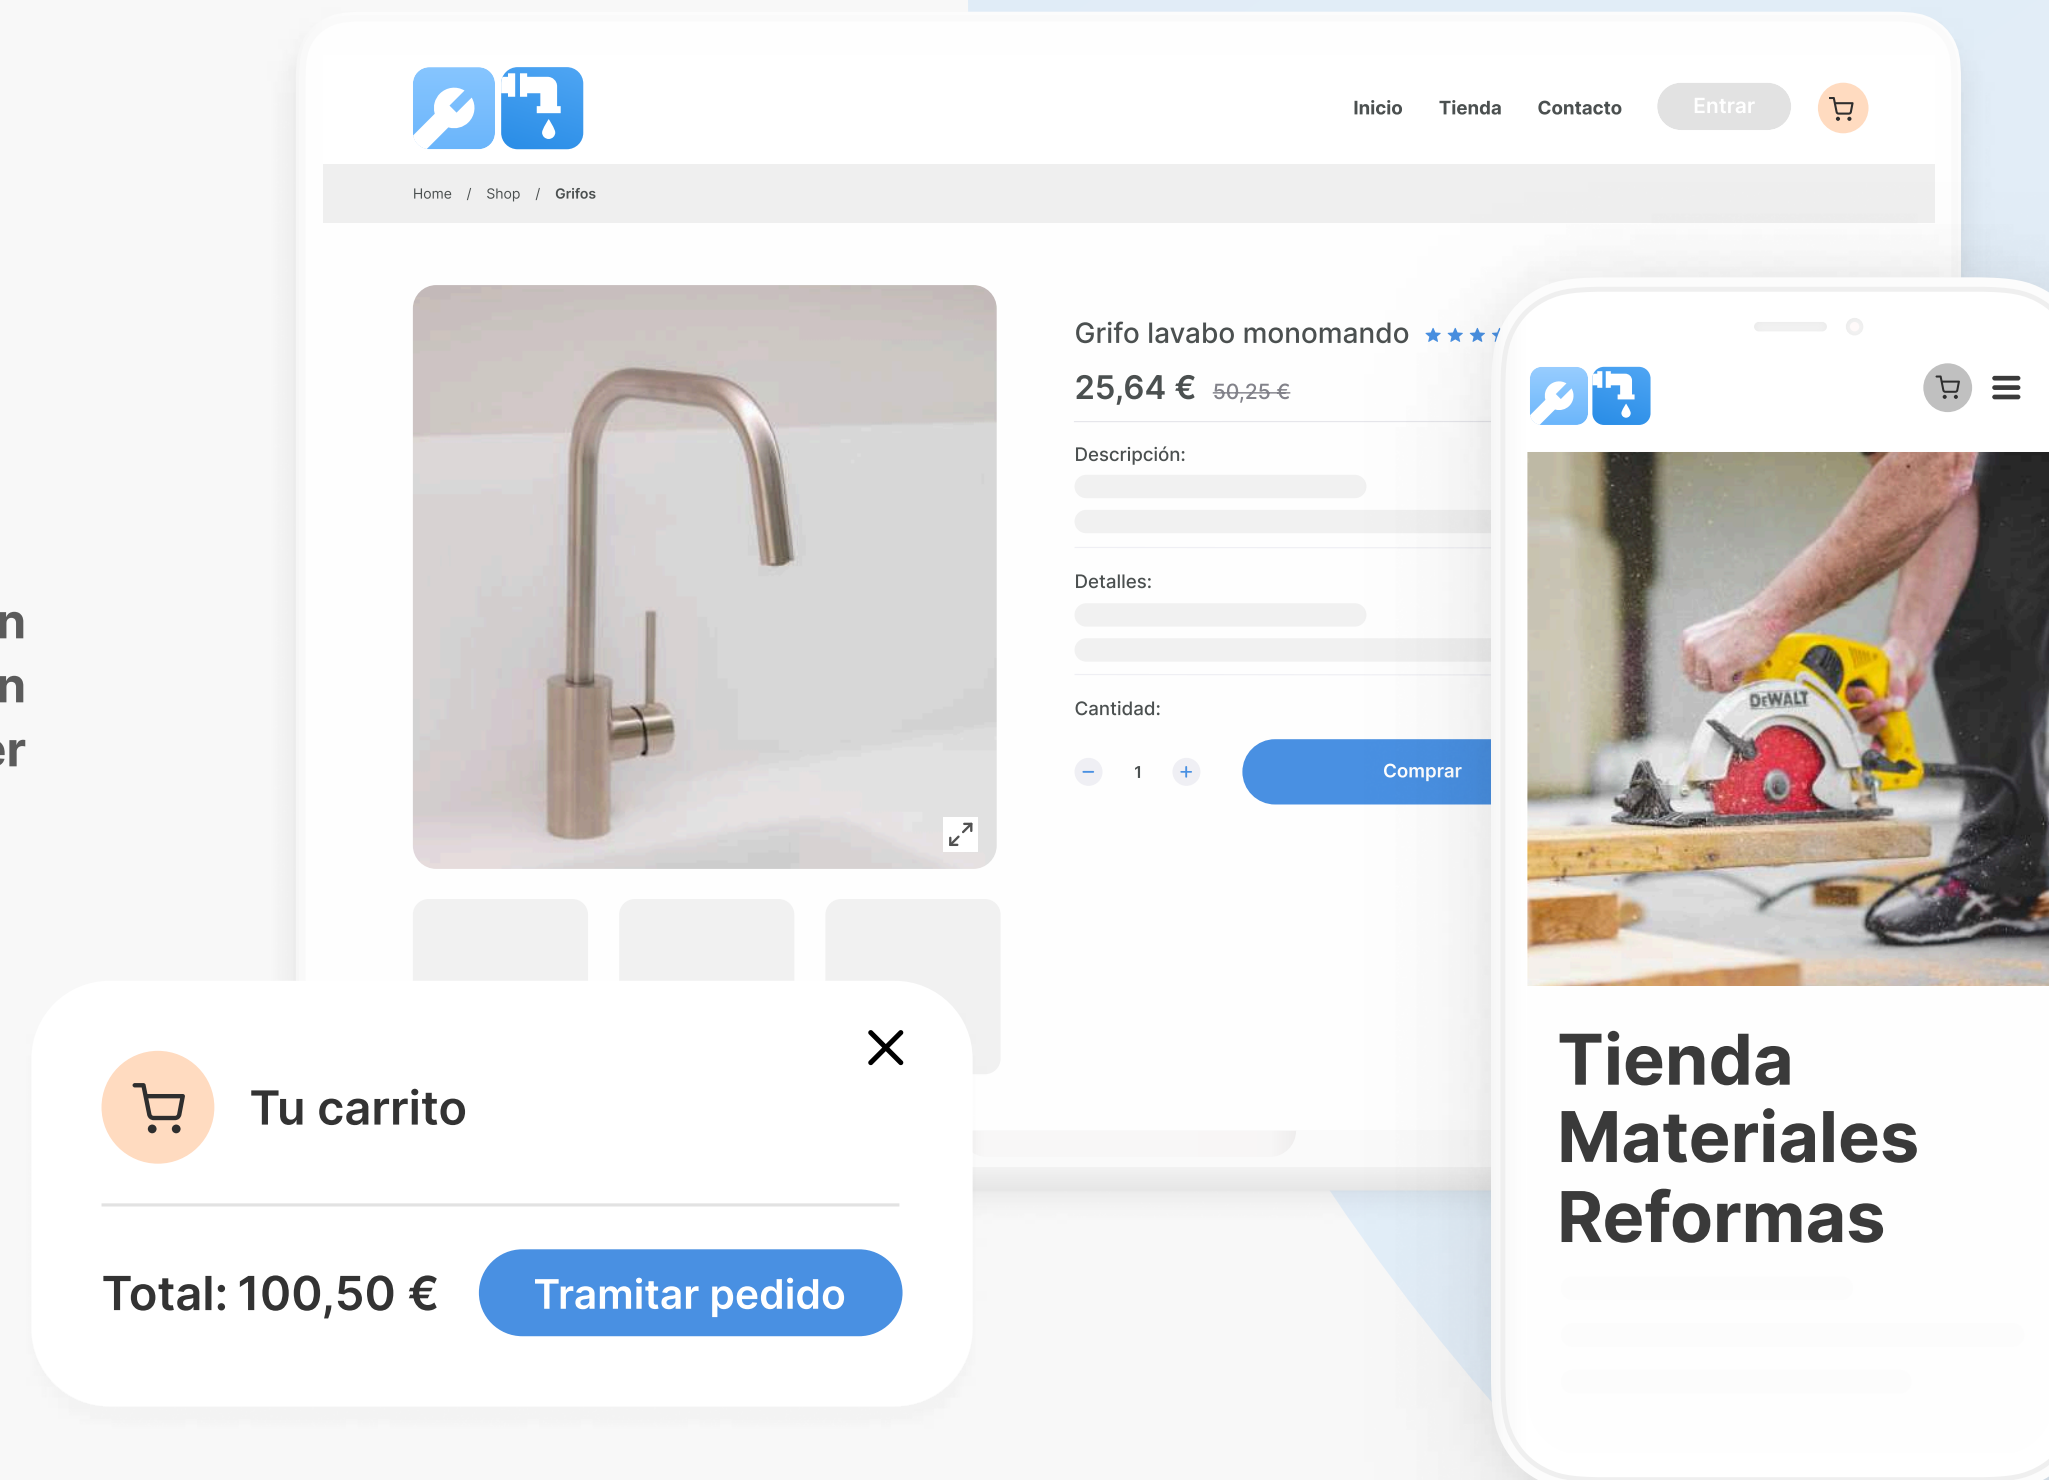 Inicio Tienda Contacto Entrar
Home / Shop / Grifos
Grifo lavabo monomando
25,64 € 50,25 €
Descripción:
Detalles:
Cantidad:
1
Comprar
DEWALT
Tienda
Materiales
Reformas
Tu carrito
Total: 100,50 €
Tramitar pedido